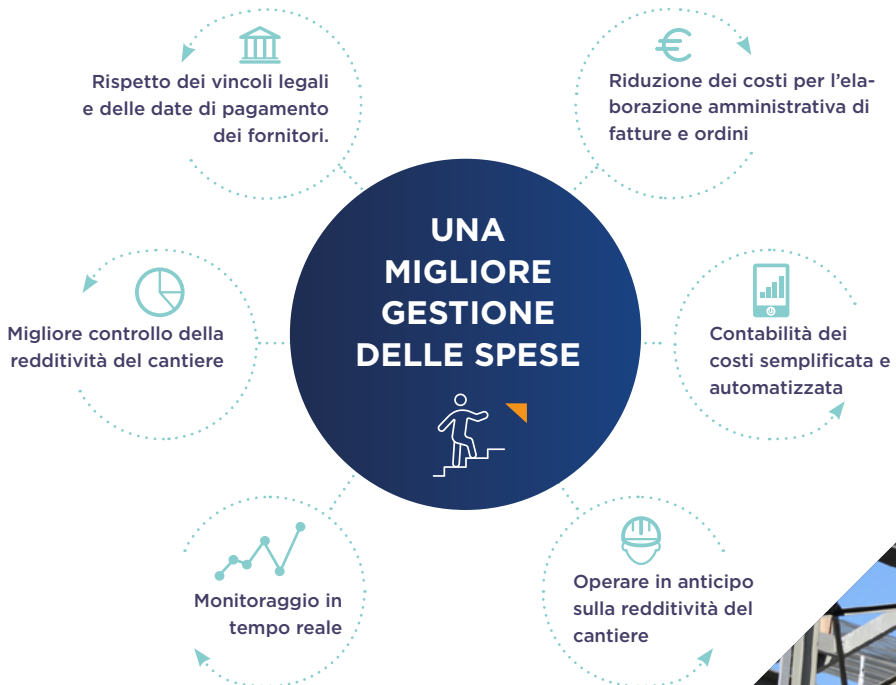 Rispetto dei vincoli legali
e delle date di pagamento
dei fornitori.
Riduzione dei costi per l'ela-
borazione amministrativa di
fatture e ordini
UNA
MIGLIORE
GESTIONE
DELLE SPESE
Migliore controllo della
redditività del cantiere
Contabilità dei
costi semplificata e
automatizzata
Monitoraggio in
tempo reale
Operare in anticipo
sulla redditività del
cantiere